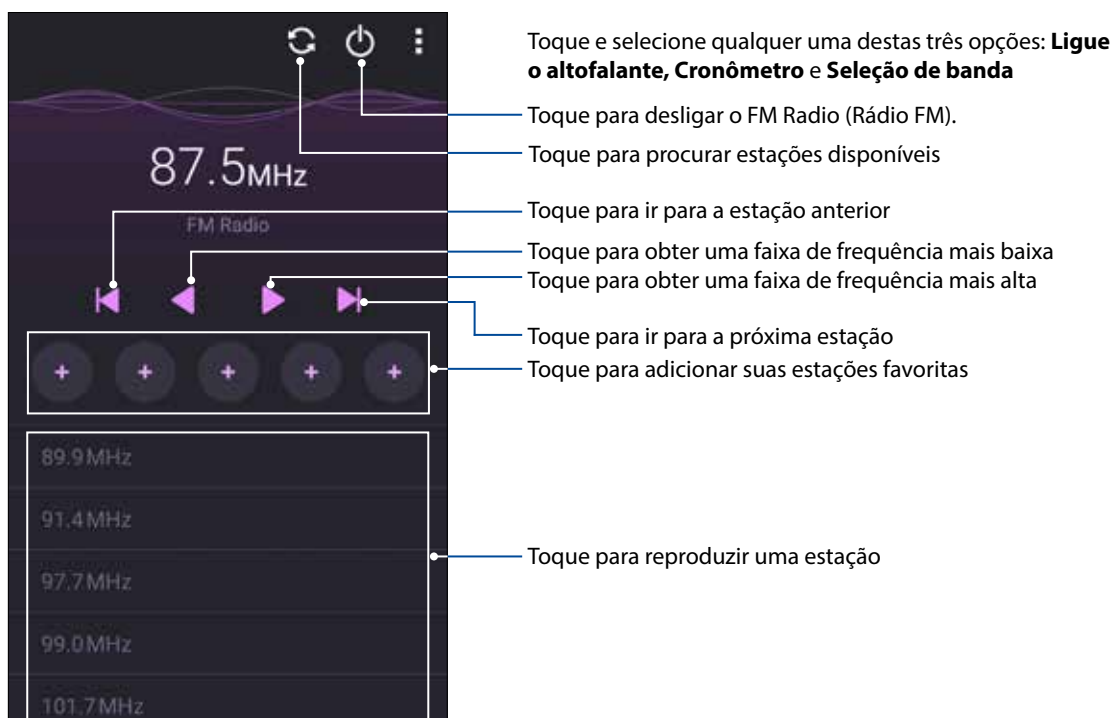 Toque e selecione qualquer uma destas três opções: Ligue
o altofalante, Cronômetro e Seleção de banda
Toque para desligar o FM Radio (Rádio FM).
Toque para procurar estações disponíveis
87.5MHz
FM Radio
Toque para ir para a estação anterior
Toque para obter uma faixa de frequência mais baixa
Toque para obter uma faixa de frequência mais alta
Toque para ir para a próxima estação
Toque para adicionar suas estações favoritas
89.9MHz
91.4MHz
Toque para reproduzir uma estação
97.7MHz
99.0MHz
101.7MHz